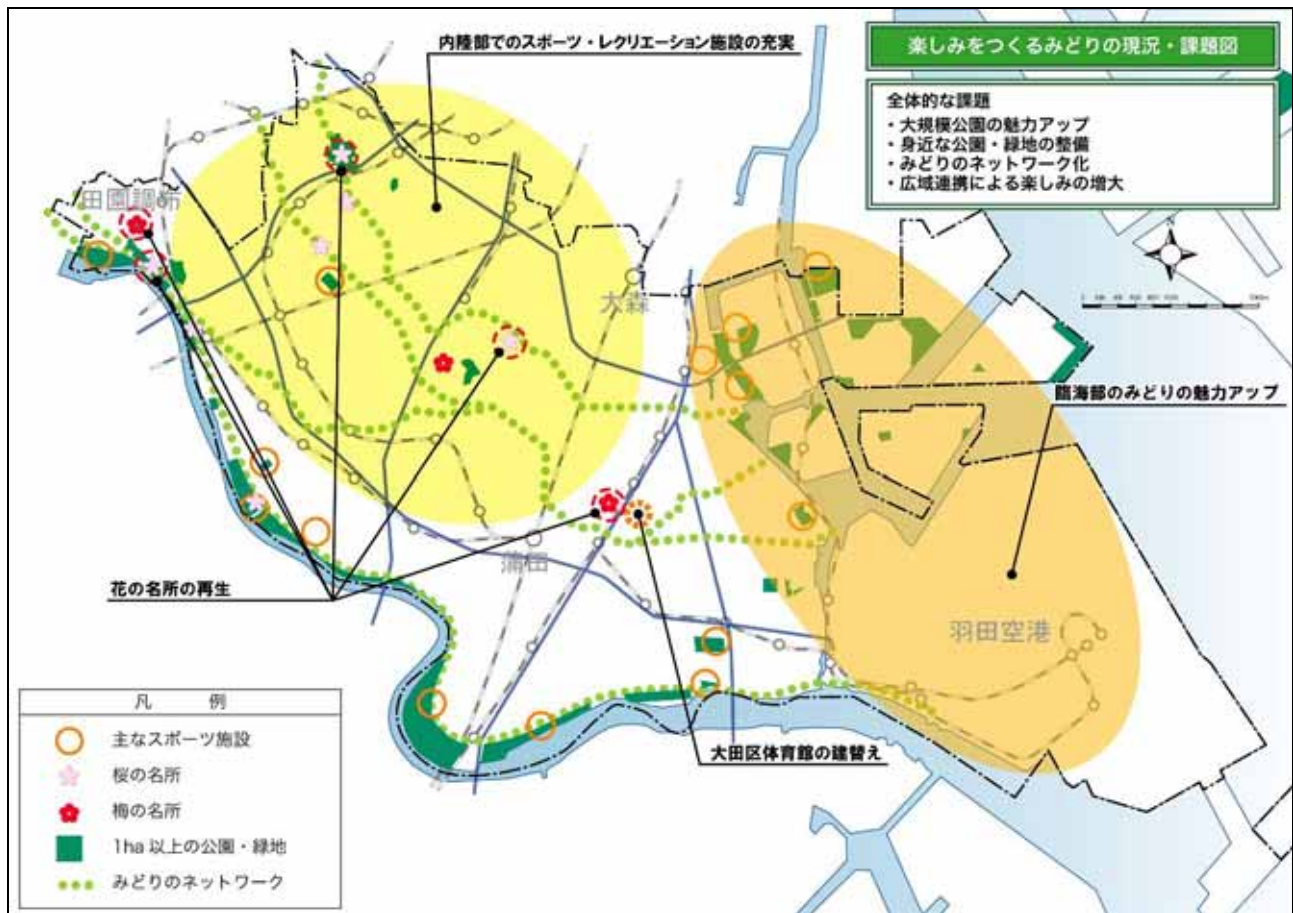 内陸部でのスポーツ・レクリエーション施設の充実
楽しみをつくるみどりの現況・課題図
全体的な課題
・大規模公園の魅力アップ
・身近な公園・緑地の整備
・みどりのネットワーク化
・広域連携による楽しみの増大
田園調布
大森
臨海部のみどりの魅力アップ
蒲田
花の名所の再生
羽田空港
大田区体育館の建替え
凡 例
主なスポーツ施設
桜の名所
梅の名所
1ha 以上の公園・緑地
みどりのネットワーク